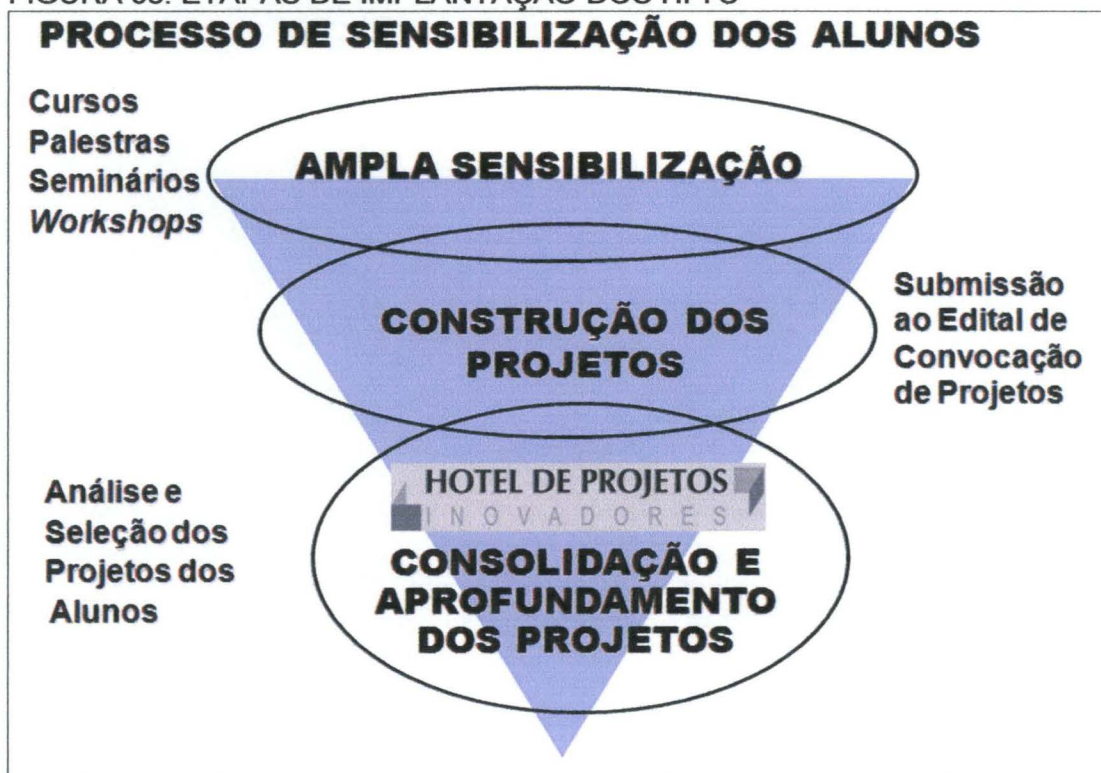 PROCESSO DE SENSIBILIZAÇÃO DOS ALUNOS
Cursos
Palestras
Seminários
Workshops
AMPLA SENSIBILIZAÇÃO
CONSTRUÇÃO DOS
PROJETOS
Submissão
ao Edital de
Convocação
de Projetos
Análise e
Seleção dos
Projetos dos
Alunos
HOTEL DE PROJETOS
INOVADORES
CONSOLIDAÇÃO E
APROFUNDAMENTO
DOS PROJETOS